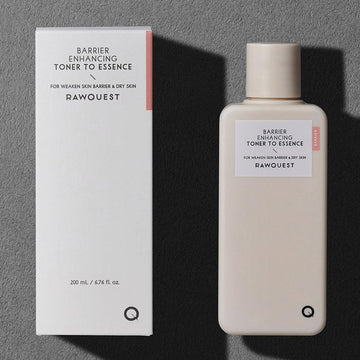 BARRIER
ENHANCING
TONER TO ESSENCE
FOR WEAKEN SKIN BARRIER & DRY SKIN
RAWQUEST
200 mL / 6.76 fl. oz.
BARRIER
ENHANCING
TONER TO ESSENCE
FOR WEAKEN SKIN BARRIER & DRY SKIN
RAWQUEST
BARRIER
Q